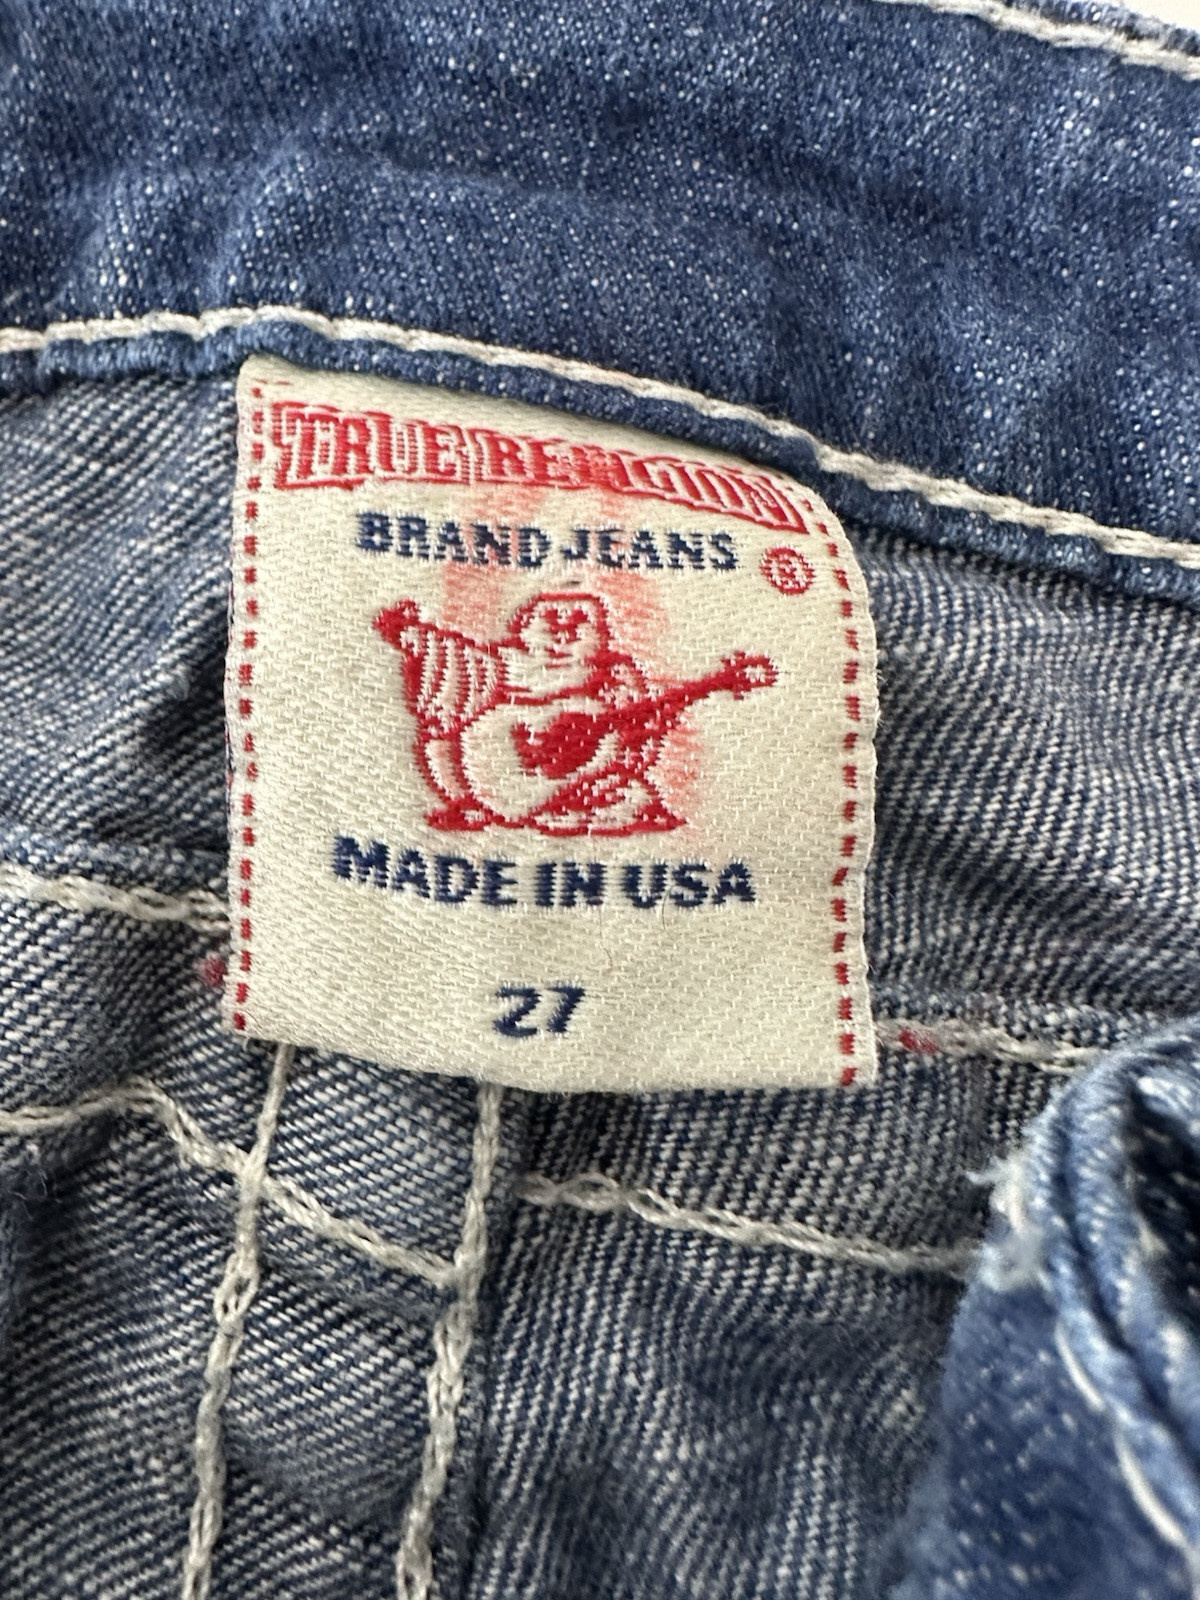 TRUE RELIGION
BRAND JEANS ®
MADE IN USA
27